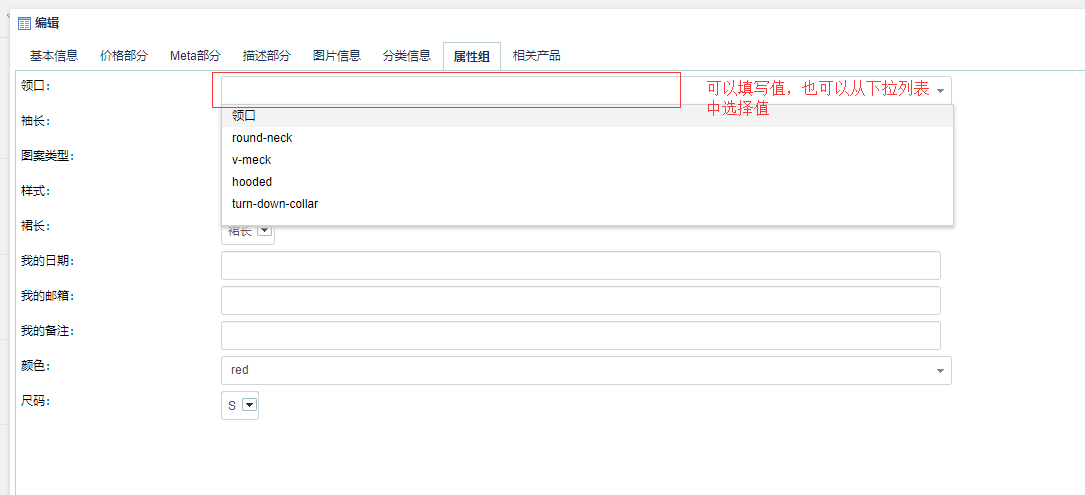 编辑
基本信息 价格部分 Meta部分 描述部分 图片信息 分类信息 属性组 相关产品
领口:
可以填写值，也可以从下拉列表
中选择值
袖长:
领口
round-neck
图案类型:
v-meck
样式:
hooded
turn-down-collar
裙长:
裙长
我的日期:
我的邮箱:
我的备注:
颜色:
red
尺码:
S